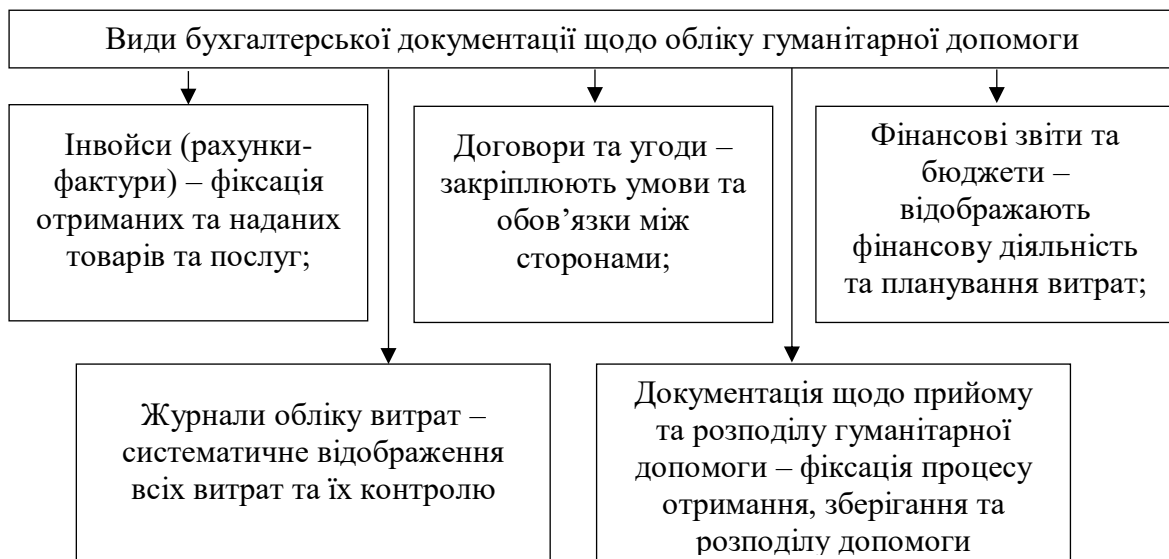 Види бухгалтерської документації щодо обліку гуманітарної допомоги
Інвойси (рахунки-
фактури) – фіксація
отриманих та наданих
товарів та послуг;
Договори та угоди –
закріплюють умови та
обов’язки між
сторонами;
Фінансові звіти та
бюджети –
відображають
фінансову діяльність
та планування витрат;
Журнали обліку витрат –
систематичне відображення
всіх витрат та їх контролю
Документація щодо прийому
та розподілу гуманітарної
допомоги – фіксація процесу
отримання, зберігання та
розподілу допомоги